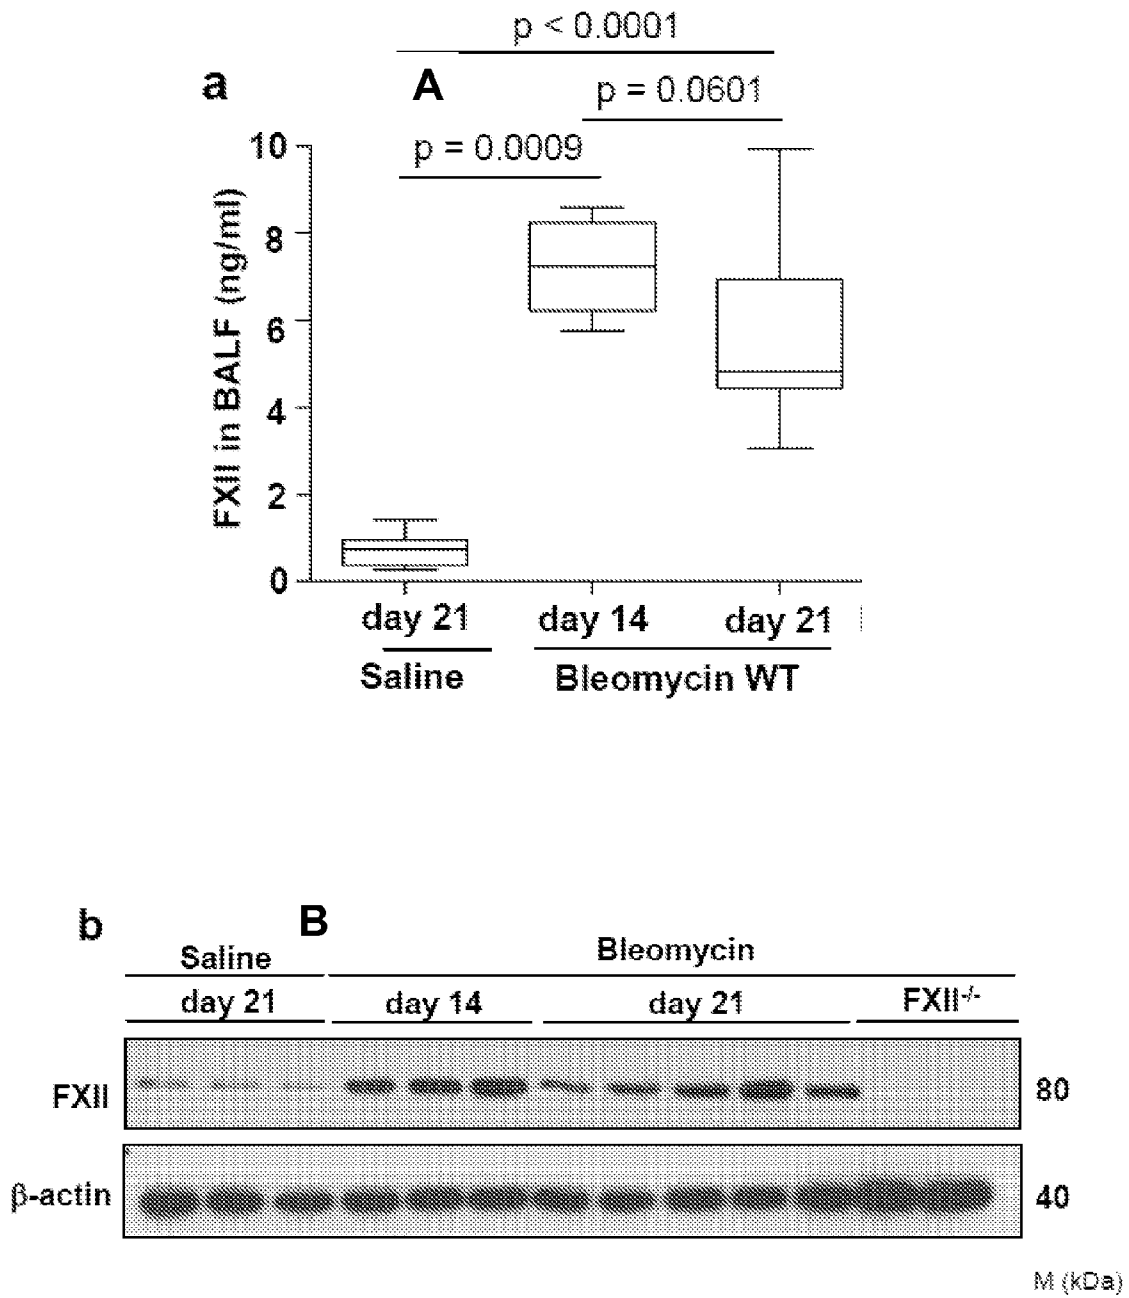 p < 0.0001
a A
p = 0.0601
p = 0.0009
FXII in BALF (ng/ml)
10
8
6
4
2
0
day 21 day 14 day 21
Saline Bleomycin WT
b B
Saline Bleomycin
day 21 day 14 day 21 FXII-/-
FXII 80
β-actin 40
M (kDa)